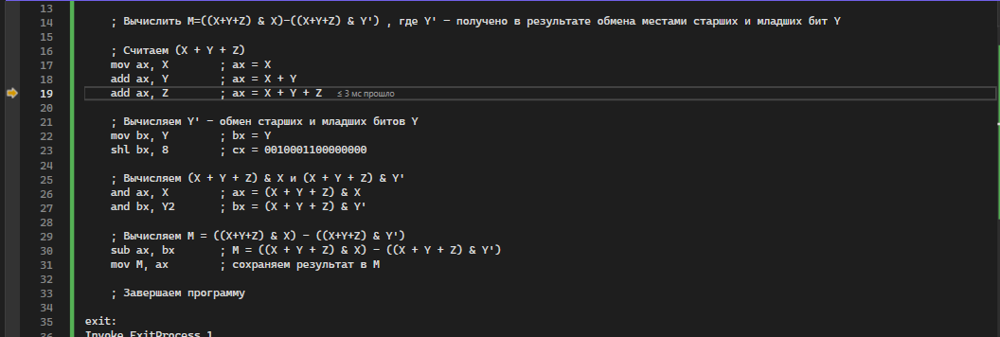 13
14 ; Вычислить M=((X+Y+Z) & X)-((X+Y+Z) & Y') , где Y' - получено в результате обмена местами старших и младших бит Y
15
16 ; Считаем (X + Y + Z)
17 mov ax, X ; ax = X
18 add ax, Y ; ax = X + Y
19 add ax, Z ; ax = X + Y + Z ≤ 3 мс прошло
20
21 ; Вычисляем Y' - обмен старших и младших битов Y
22 mov bx, Y ; bx = Y
23 shl bx, 8 ; cx = 0010001100000000
24
25 ; Вычисляем (X + Y + Z) & X и (X + Y + Z) & Y'
26 and ax, X ; ax = (X + Y + Z) & X
27 and bx, Y2 ; bx = (X + Y + Z) & Y'
28
29 ; Вычисляем M = ((X+Y+Z) & X) - ((X+Y+Z) & Y')
30 sub ax, bx ; M = ((X + Y + Z) & X) - ((X + Y + Z) & Y')
31 mov M, ax ; сохраняем результат в M
32
33 ; Завершаем программу
34
35 exit:
36 Invoke ExitProcess 1